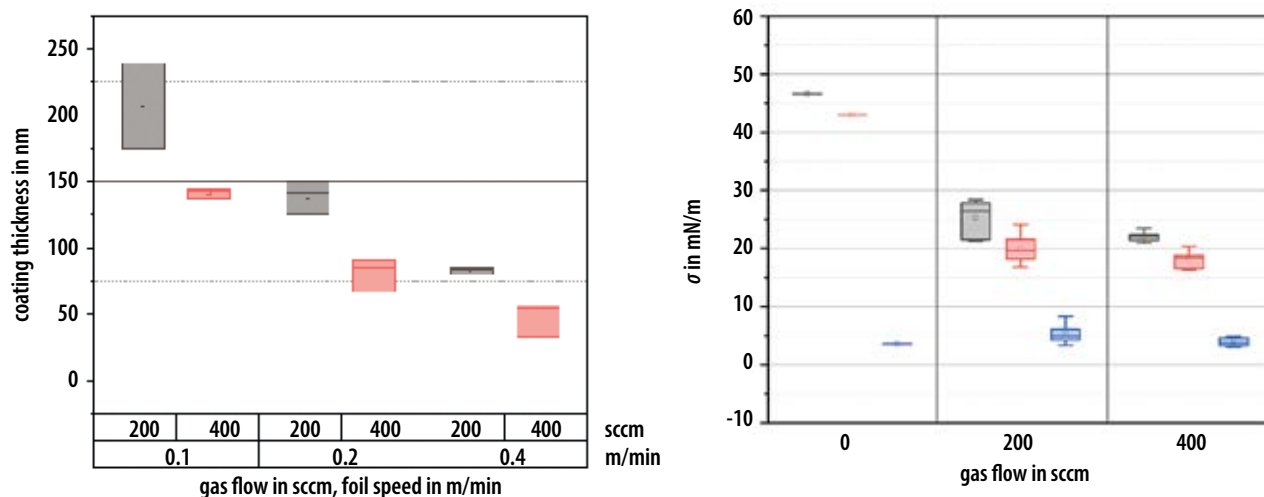 250
200
150
100
50
0
coating thickness in nm
200 400 200 400 200 400 sccm
0.1 0.2 0.4 m/min
gas flow in sccm, foil speed in m/min
60
50
40
30
20
10
0
-10
σ in mN/m
0 200 400
gas flow in sccm